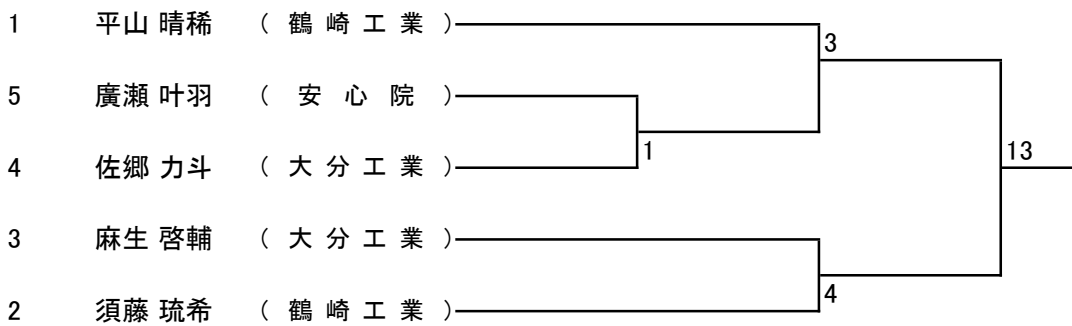 1 平山 晴稀 ( 鶴 崎 工 業 )
3
5 廣瀬 叶羽 ( 安 心 院 )
1
13
4 佐郷 力斗 ( 大 分 工 業 )
3 麻生 啓輔 ( 大 分 工 業 )
4
2 須藤 琉希 ( 鶴 崎 工 業 )